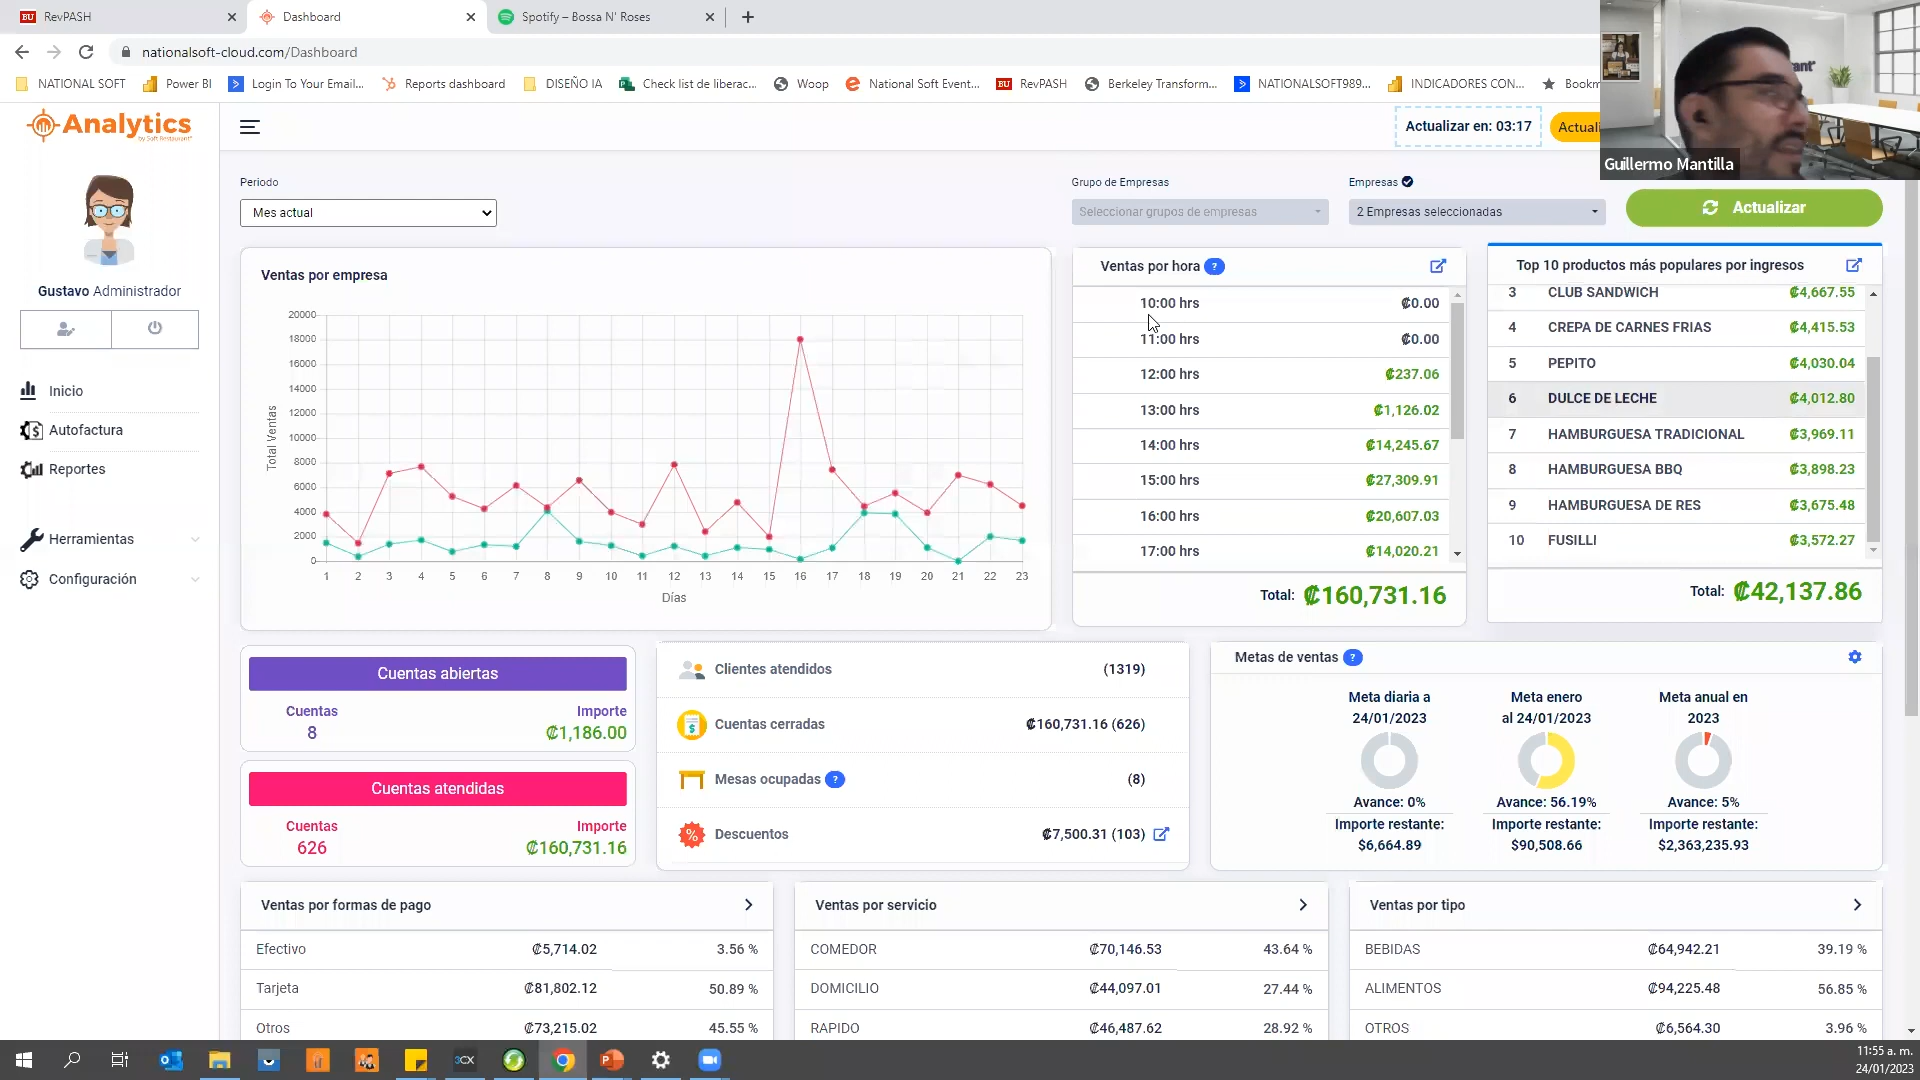 RevPASH
Dashboard
Spotify – Bossa N' Roses
nationalsoft-cloud.com/Dashboard
NATIONAL SOFT
Power BI
Login To Your Email...
Reports dashboard
DISEÑO IA
Check list de liberac...
Woop
National Soft Event...
RevPASH
Berkeley Transform...
NATIONALSOFT989...
INDICADORES CON...
Bookm
Guillermo Mantilla
Analytics
by Soft Restaurant
Actualizar en: 03:17
Actuali
Gustavo Administrador
Inicio
Autofactura
Reportes
Herramientas
Configuración
Periodo
Mes actual
Grupo de Empresas
Seleccionar grupos de empresas
Empresas
2 Empresas seleccionadas
Actualizar
Ventas por empresa
Total Ventas
20000
18000
16000
14000
12000
10000
8000
6000
4000
2000
0
1 2 3 4 5 6 7 8 9 10 11 12 13 14 15 16 17 18 19 20 21 22 23
Días
Ventas por hora ?
10:00 hrs ₡0.00
11:00 hrs ₡0.00
12:00 hrs ₡237.06
13:00 hrs ₡1,126.02
14:00 hrs ₡14,245.67
15:00 hrs ₡27,309.91
16:00 hrs ₡20,607.03
17:00 hrs ₡14,020.21
Total: ₡160,731.16
Top 10 productos más populares por ingresos
3 CLUB SANDWICH ₡4,667.55
4 CREPA DE CARNES FRIAS ₡4,415.53
5 PEPITO ₡4,030.04
6 DULCE DE LECHE ₡4,012.80
7 HAMBURGUESA TRADICIONAL ₡3,969.11
8 HAMBURGUESA BBQ ₡3,898.23
9 HAMBURGUESA DE RES ₡3,675.48
10 FUSILLI ₡3,572.27
Total: ₡42,137.86
Cuentas abiertas
Cuentas Importe
8 ₡1,186.00
Cuentas atendidas
Cuentas Importe
626 ₡160,731.16
Clientes atendidos (1319)
Cuentas cerradas ₡160,731.16 (626)
Mesas ocupadas ? (8)
Descuentos ₡7,500.31 (103)
Metas de ventas ?
Meta diaria a
24/01/2023
Avance: 0%
Importe restante:
$6,664.89
Meta enero
al 24/01/2023
Avance: 56.19%
Importe restante:
$90,508.66
Meta anual en
2023
Avance: 5%
Importe restante:
$2,363,235.93
Ventas por formas de pago
Efectivo ₡5,714.02 3.56 %
Tarjeta ₡81,802.12 50.89 %
Otros ₡73,215.02 45.55 %
Ventas por servicio
COMEDOR ₡70,146.53 43.64 %
DOMICILIO ₡44,097.01 27.44 %
RAPIDO ₡46,487.62 28.92 %
Ventas por tipo
BEBIDAS ₡64,942.21 39.19 %
ALIMENTOS ₡94,225.48 56.85 %
OTROS ₡6,564.30 3.96 %
3CX
11:55 a. m.
24/01/2023